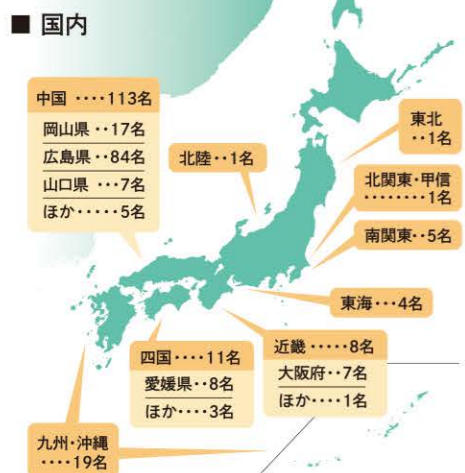 ■ 国内
中国 ････113名
岡山県 ･･17名
広島県 ･･84名
山口県 ･･･7名
ほか･････5名
北陸･･1名
東北
･･1名
北関東・甲信
････････1名
南関東･･5名
東海･･･4名
近畿 ･････8名
大阪府･･7名
ほか････1名
四国････11名
愛媛県･･8名
ほか････3名
九州・沖縄
････19名